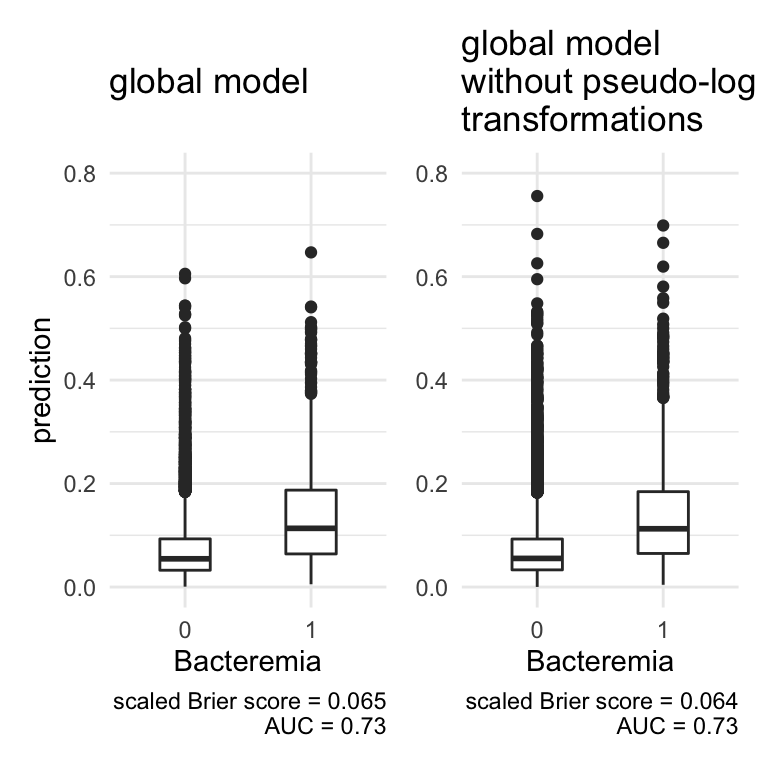 global model
global model
without pseudo-log
transformations
prediction
0.8
0.6
0.4
0.2
0.0
0 1
Bacteremia
scaled Brier score = 0.065
AUC = 0.73
0.8
0.6
0.4
0.2
0.0
0 1
Bacteremia
scaled Brier score = 0.064
AUC = 0.73